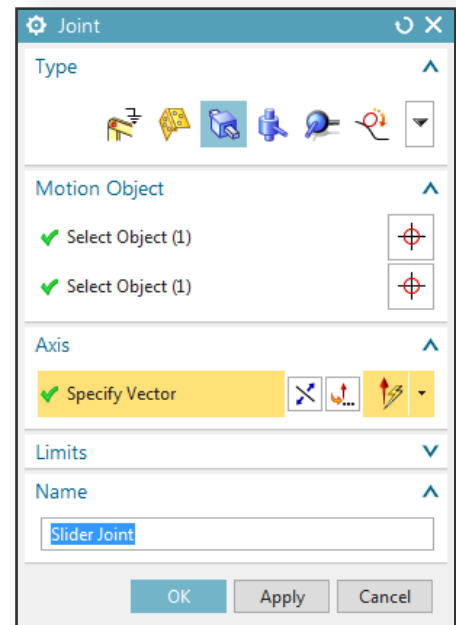 Joint
Type
Motion Object
Select Object (1)
Select Object (1)
Axis
Specify Vector
Limits
Name
Slider Joint
OK Apply Cancel